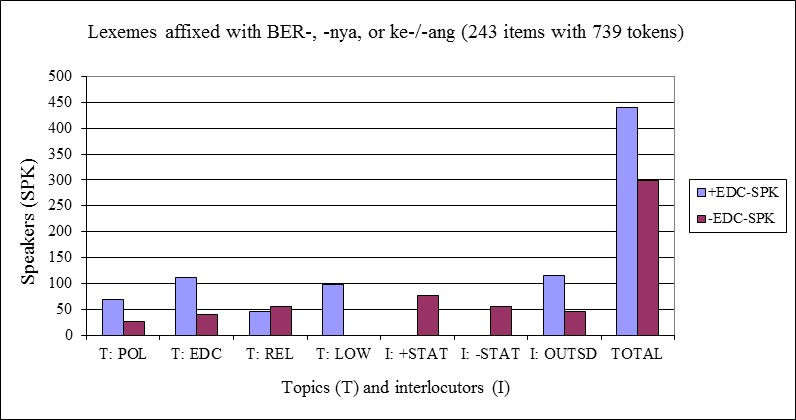 Lexemes affixed with BER-, -nya, or ke-/-ang (243 items with 739 tokens)
500
450
400
350
300
250
200
150
100
50
0
Speakers (SPK)
T: POL T: EDC T: REL T: LOW I: +STAT I: -STAT I: OUTSD TOTAL
Topics (T) and interlocutors (I)
+EDC-SPK
-EDC-SPK